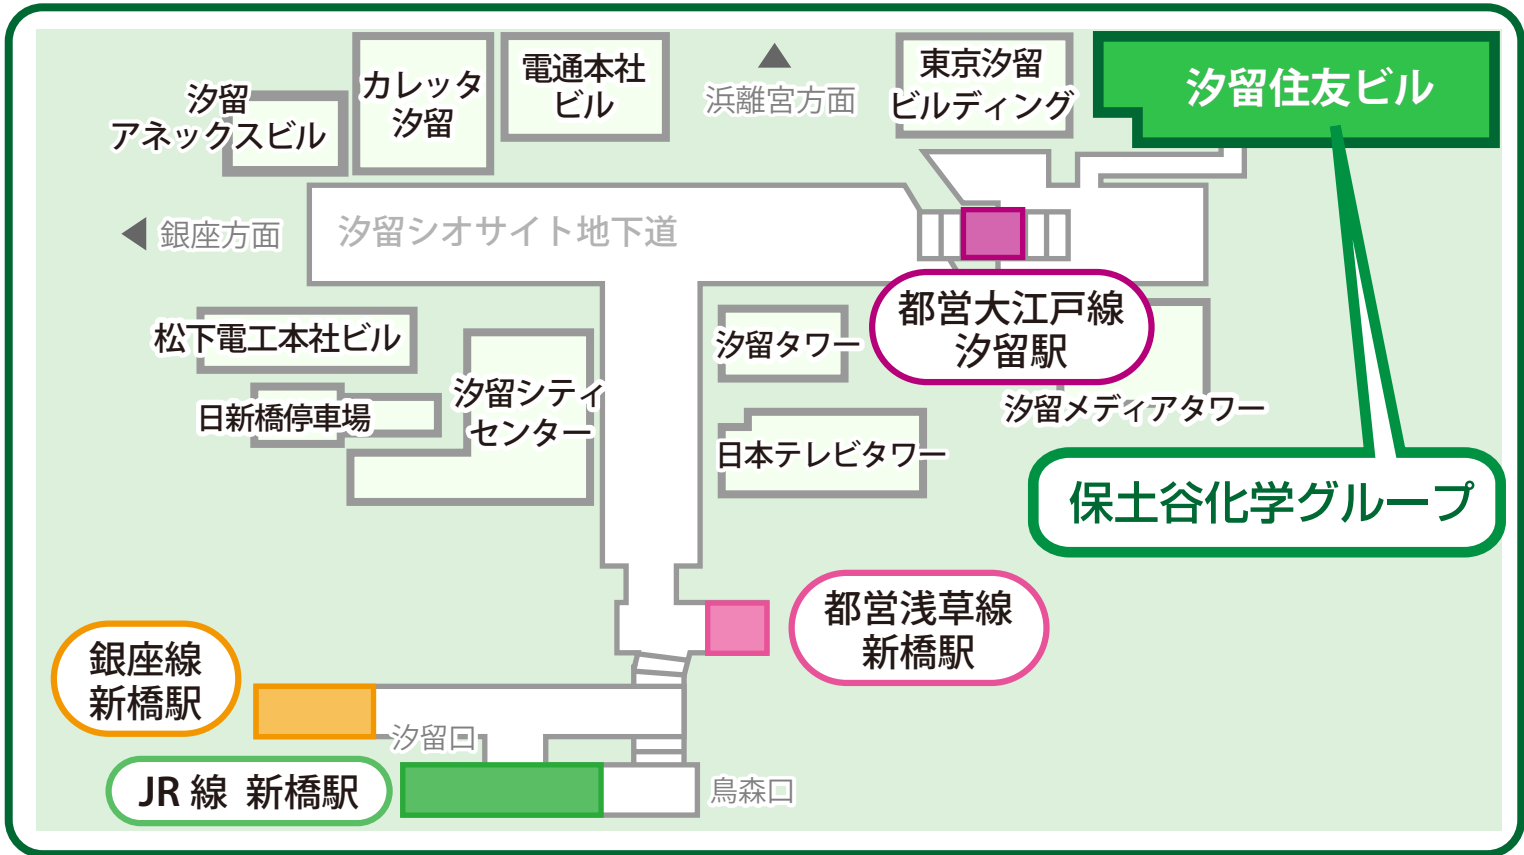 汐留
アネックスビル
カレッタ
汐留
電通本社
ビル
浜離宮方面
東京汐留
ビルディング
汐留住友ビル
銀座方面
汐留シオサイト地下道
都営大江戸線
汐留駅
松下電工本社ビル
汐留タワー
日新橋停車場
汐留シティ
センター
汐留メディアタワー
日本テレビタワー
保土谷化学グループ
都営浅草線
新橋駅
銀座線
新橋駅
汐留口
JR 線 新橋駅
烏森口